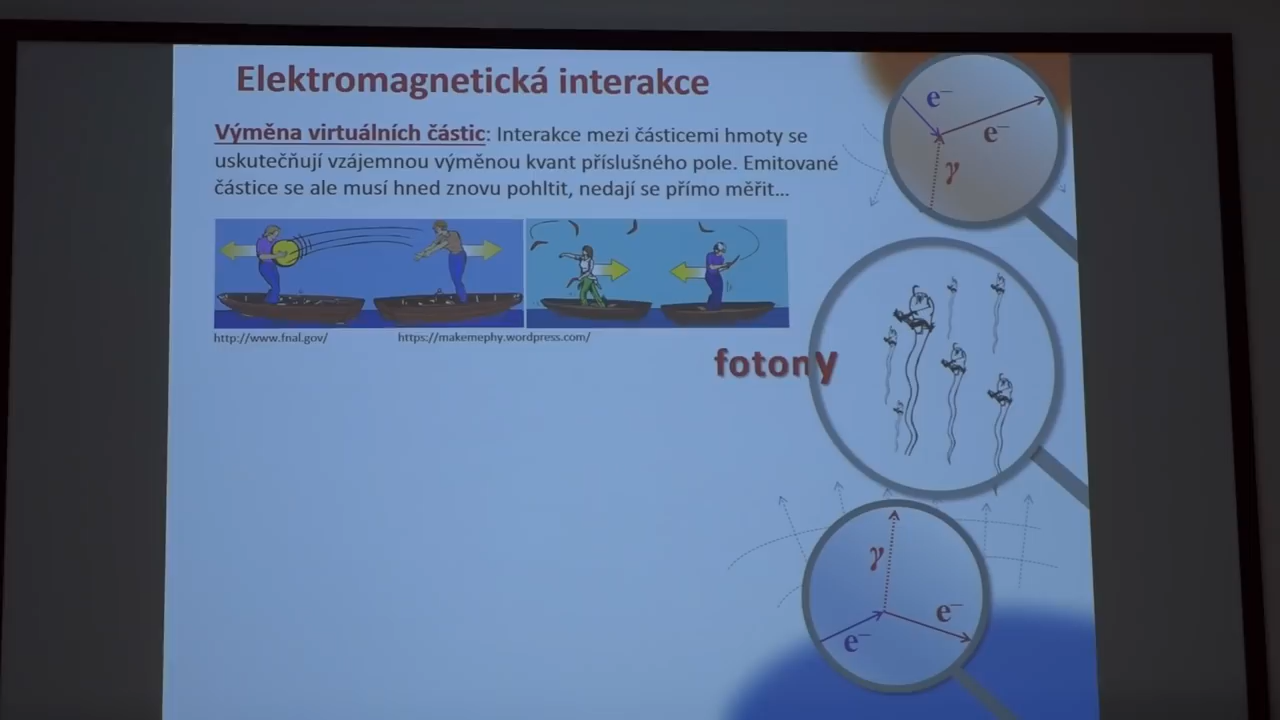 Elektromagnetická interakce
Výměna virtuálních částic: Interakce mezi částicemi hmoty se
uskutečňují vzájemnou výměnou kvant příslušného pole. Emitované
částice se ale musí hned znovu pohltit, nedají se přímo měřit...
http://www.fnal.gov/
https://makemephy.wordpress.com/
e⁻
e⁻
γ
fotony
γ
e⁻
e⁻